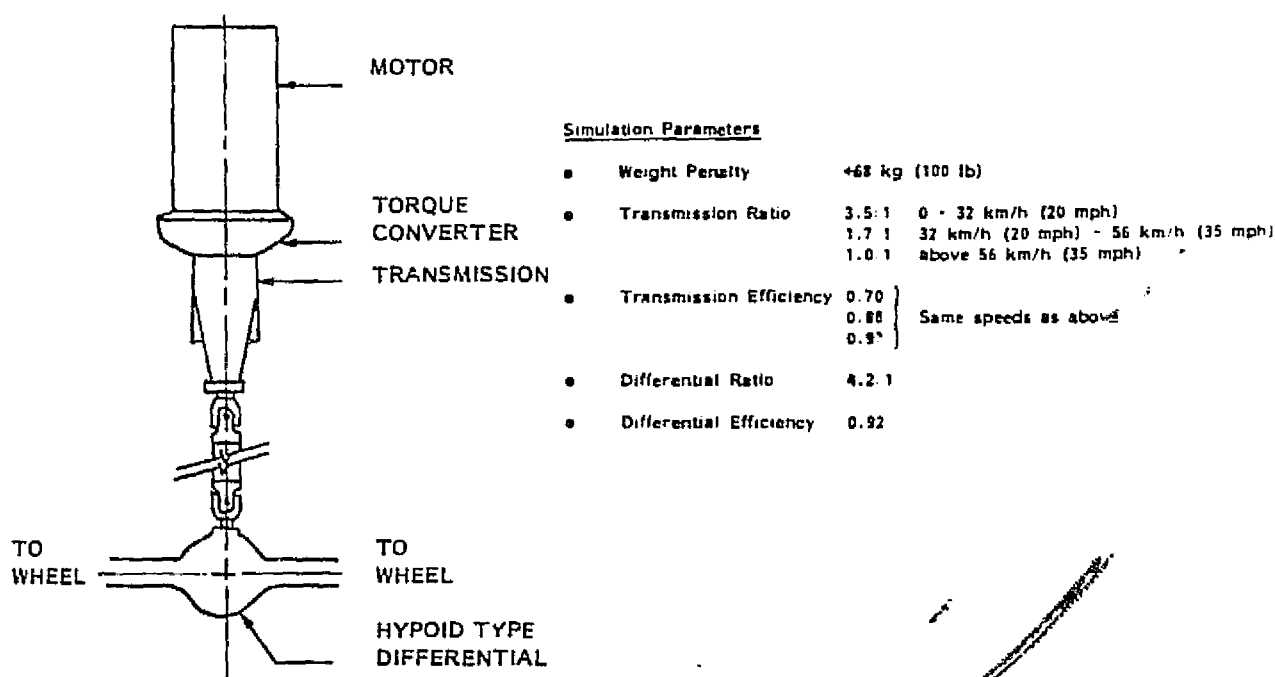 MOTOR
TORQUE
CONVERTER
TRANSMISSION
TO
WHEEL
TO
WHEEL
HYPOID TYPE
DIFFERENTIAL
Simulation Parameters
• Weight Penalty +68 kg (100 lb)
• Transmission Ratio 3.5:1 0 - 32 km/h (20 mph)
1.7 1 32 km/h (20 mph) - 56 km/h (35 mph)
1.0 1 above 56 km/h (35 mph)
• Transmission Efficiency 0.70
0.88 Same speeds as above
• Differential Ratio 4.2:1
• Differential Efficiency 0.92